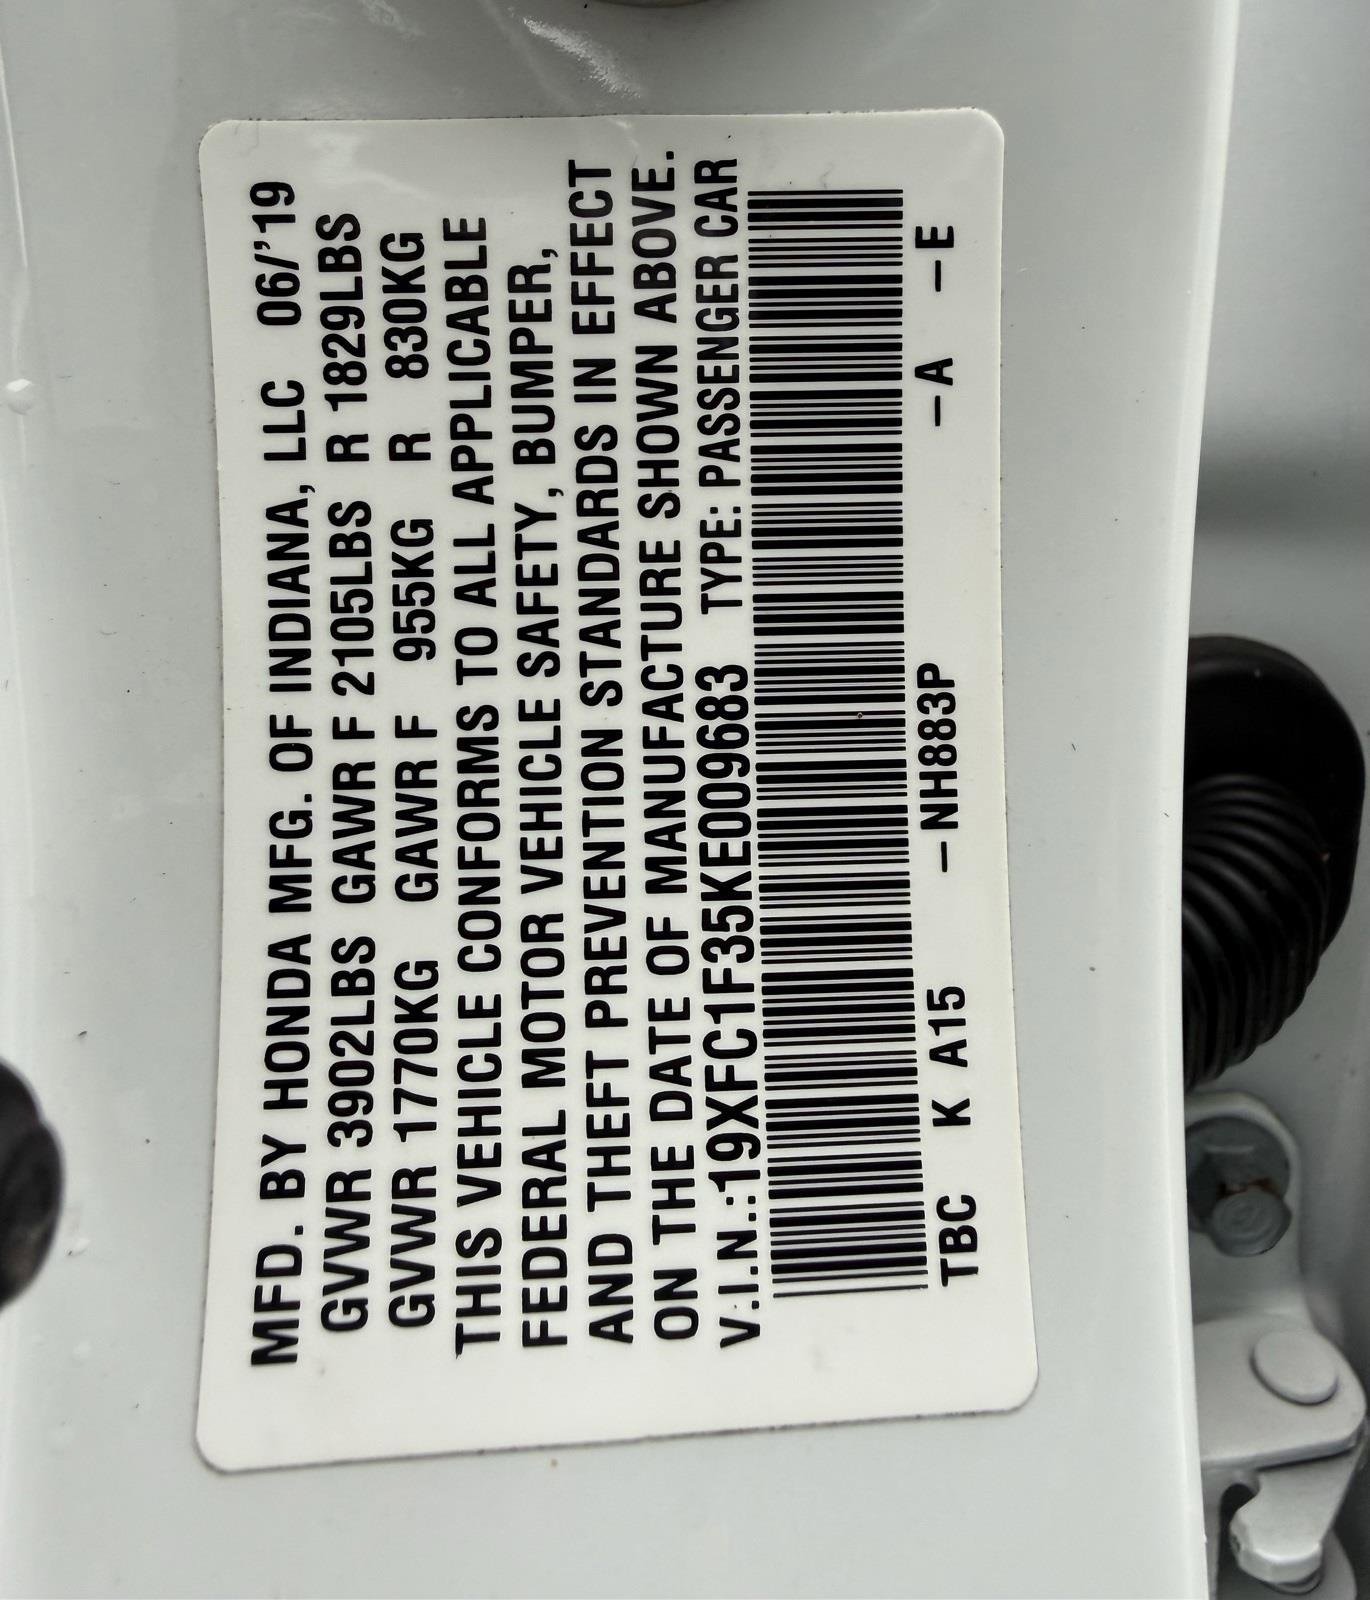 MFD. BY HONDA MFG. OF INDIANA, LLC 06/'19
GVWR 3902LBS GAWR F 2105LBS R 1829LBS
GVWR 1770KG GAWR F 955KG R 830KG
THIS VEHICLE CONFORMS TO ALL APPLICABLE
FEDERAL MOTOR VEHICLE SAFETY, BUMPER,
AND THEFT PREVENTION STANDARDS IN EFFECT
ON THE DATE OF MANUFACTURE SHOWN ABOVE.
V.I.N.:19XFC1F35KE009683 TYPE: PASSENGER CAR
TBC K A15 –NH883P –A –E